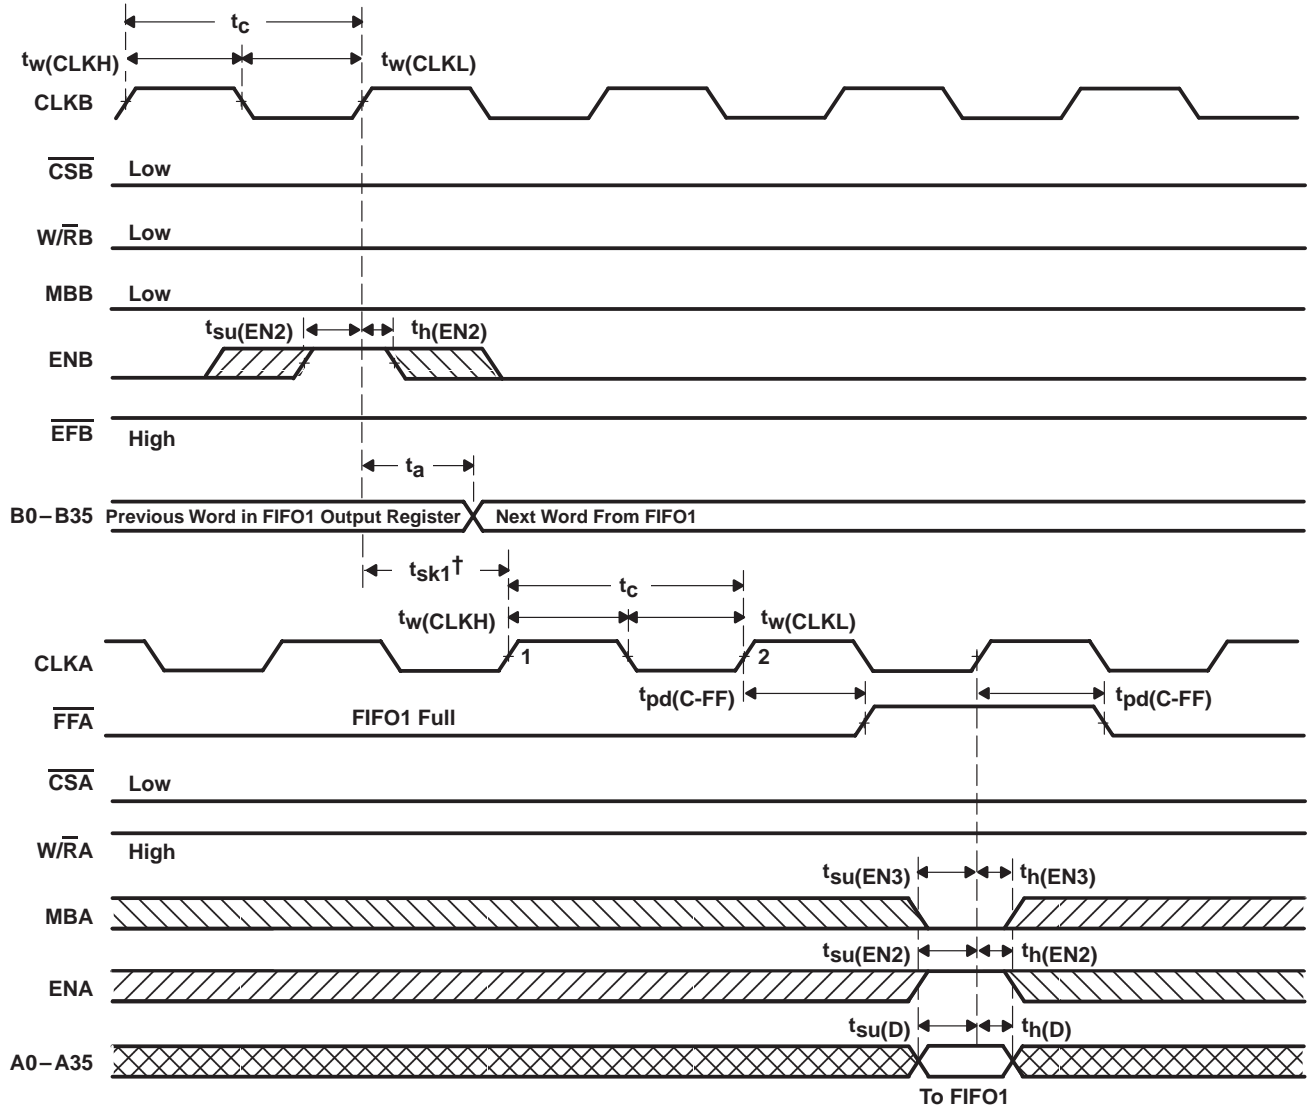 tc
tw(CLKH) tw(CLKL)
CLKB
CSB Low
W/RB Low
MBB Low
tsu(EN2) th(EN2)
ENB
EFB High
ta
B0–B35 Previous Word in FIFO1 Output Register Next Word From FIFO1
tsk1†
tc
tw(CLKH) tw(CLKL)
CLKA 1 2
tpd(C-FF) tpd(C-FF)
FFA FIFO1 Full
CSA Low
W/RA High
tsu(EN3) th(EN3)
MBA
tsu(EN2) th(EN2)
ENA
tsu(D) th(D)
A0–A35
To FIFO1